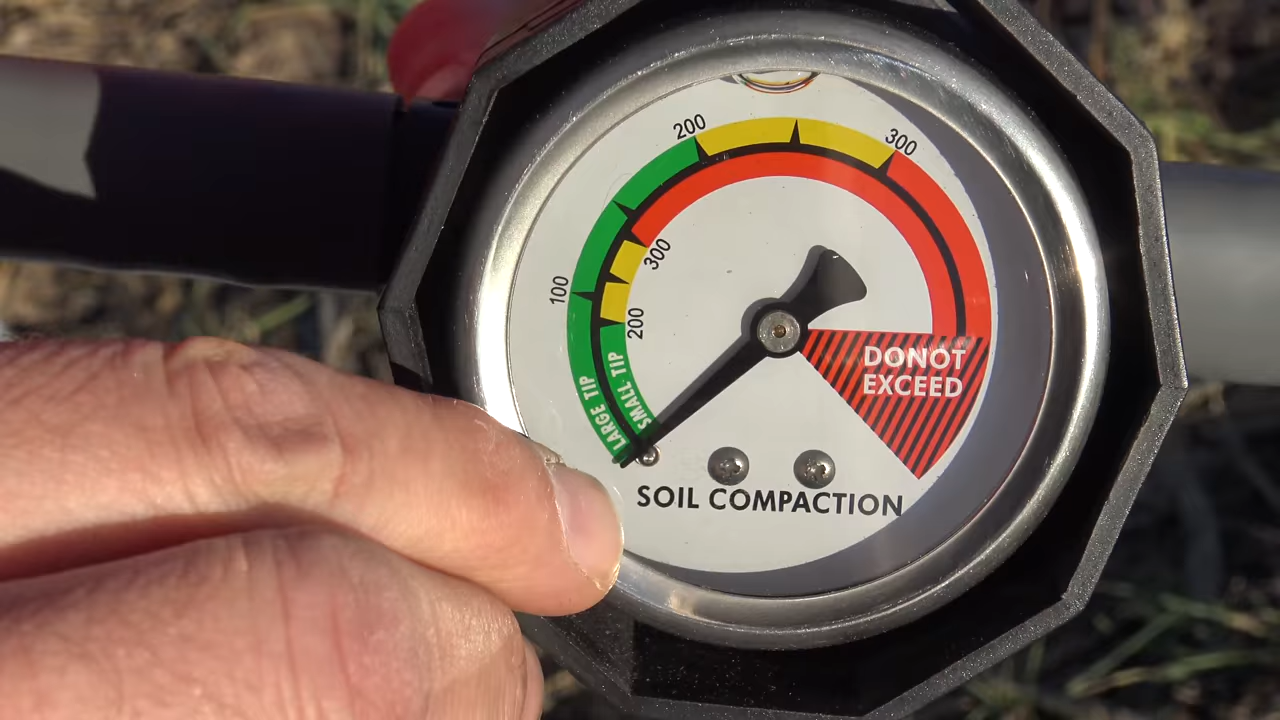 200
300
100
300
200
LARGE TIP
SMALL TIP
DONOT
EXCEED
SOIL COMPACTION